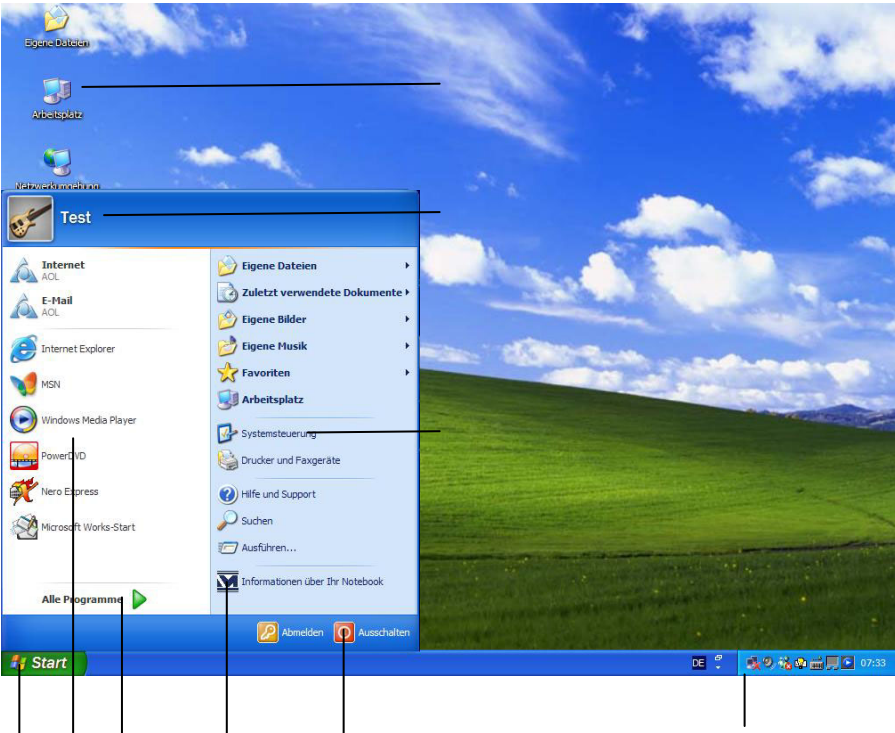 Eigene Dateien
Arbeitsplatz
Netzwerkumgebung
Test
Internet
AOL
E-Mail
AOL
Internet Explorer
MSN
Windows Media Player
PowerDVD
Nero Express
Microsoft Works-Start
Alle Programme
Eigene Dateien
Zuletzt verwendete Dokumente
Eigene Bilder
Eigene Musik
Favoriten
Arbeitsplatz
Systemsteuerung
Drucker und Faxgeräte
Hilfe und Support
Suchen
Ausführen...
Informationen über Ihr Notebook
Abmelden Ausschalten
Start DE 07:33